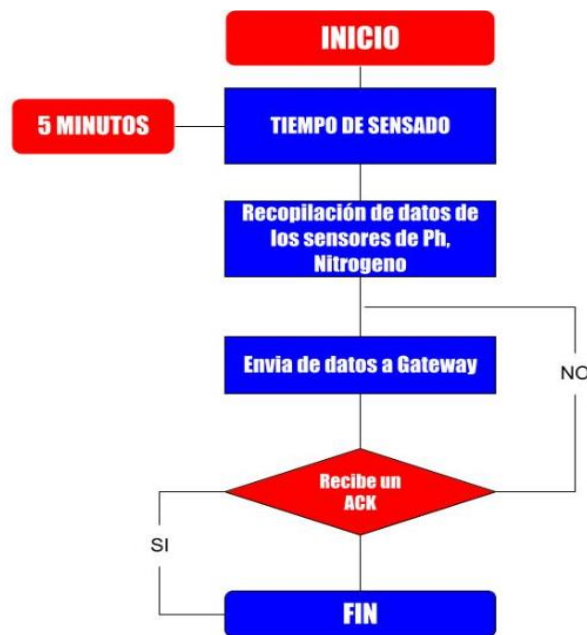 INICIO
5 MINUTOS
TIEMPO DE SENSADO
Recopilación de datos de
los sensores de Ph,
Nitrogeno
Envia de datos a Gateway
NO
Recibe un
ACK
SI
FIN